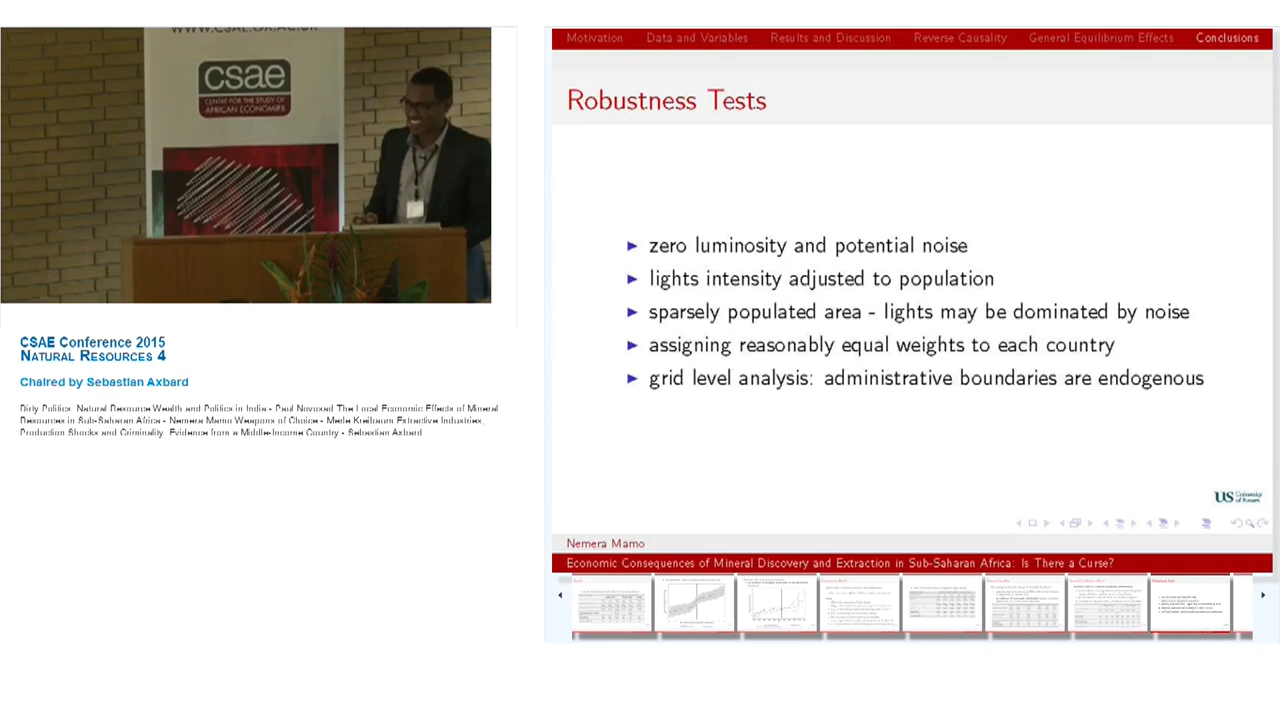 WWW.CSAE.OX.AC.UK
csae
CENTRE FOR THE STUDY OF
AFRICAN ECONOMIES
CSAE Conference 2015
NATURAL RESOURCES 4
Chaired by Sebastian Axbard
Dirty Politics: Natural Resource Wealth and Politics in India - Paul Novosad The Local Economic Effects of Mineral
Resources in Sub-Saharan Africa - Nemera Mamo Weapons of Choice - Merle Kreibaum Extractive Industries,
Production Shocks and Criminality: Evidence from a Middle-Income Country - Sebastian Axbard
Motivation Data and Variables Results and Discussion Reverse Causality General Equilibrium Effects Conclusions
Robustness Tests
► zero luminosity and potential noise
► lights intensity adjusted to population
► sparsely populated area - lights may be dominated by noise
► assigning reasonably equal weights to each country
► grid level analysis: administrative boundaries are endogenous
US University
of Sussex
Nemera Mamo
Economic Consequences of Mineral Discovery and Extraction in Sub-Saharan Africa: Is There a Curse?